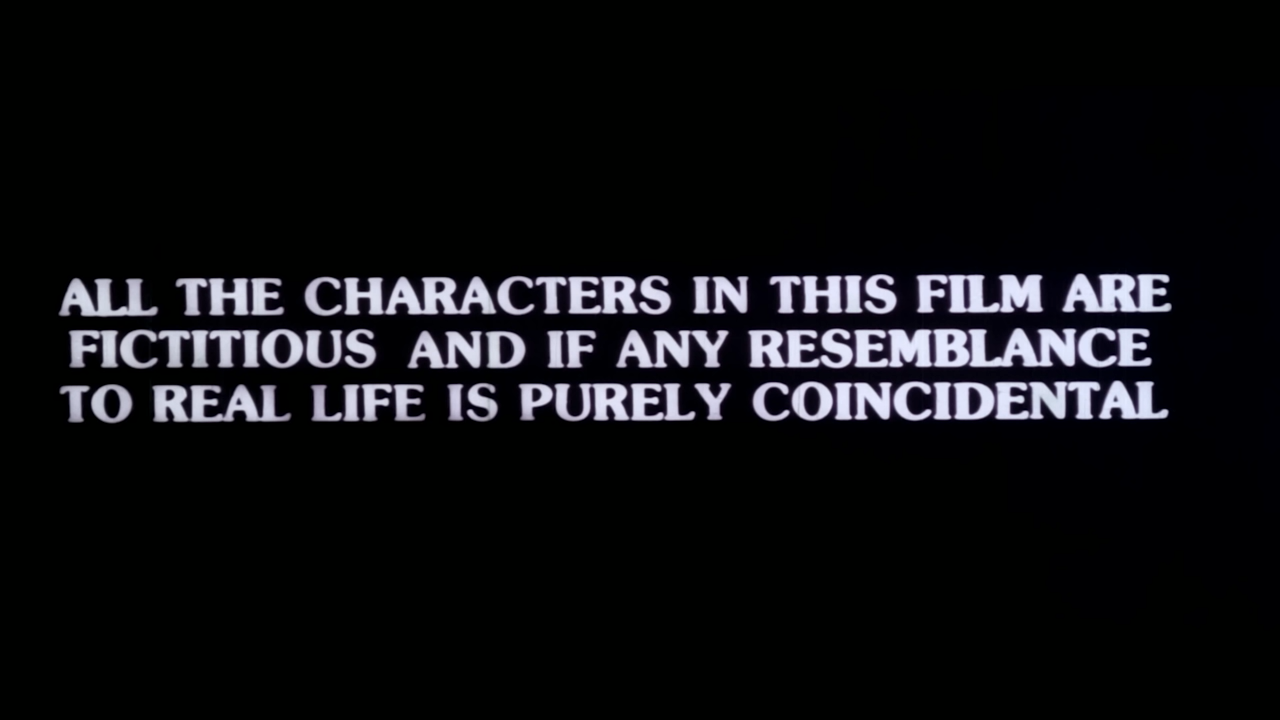 ALL THE CHARACTERS IN THIS FILM ARE
FICTITIOUS AND IF ANY RESEMBLANCE
TO REAL LIFE IS PURELY COINCIDENTAL